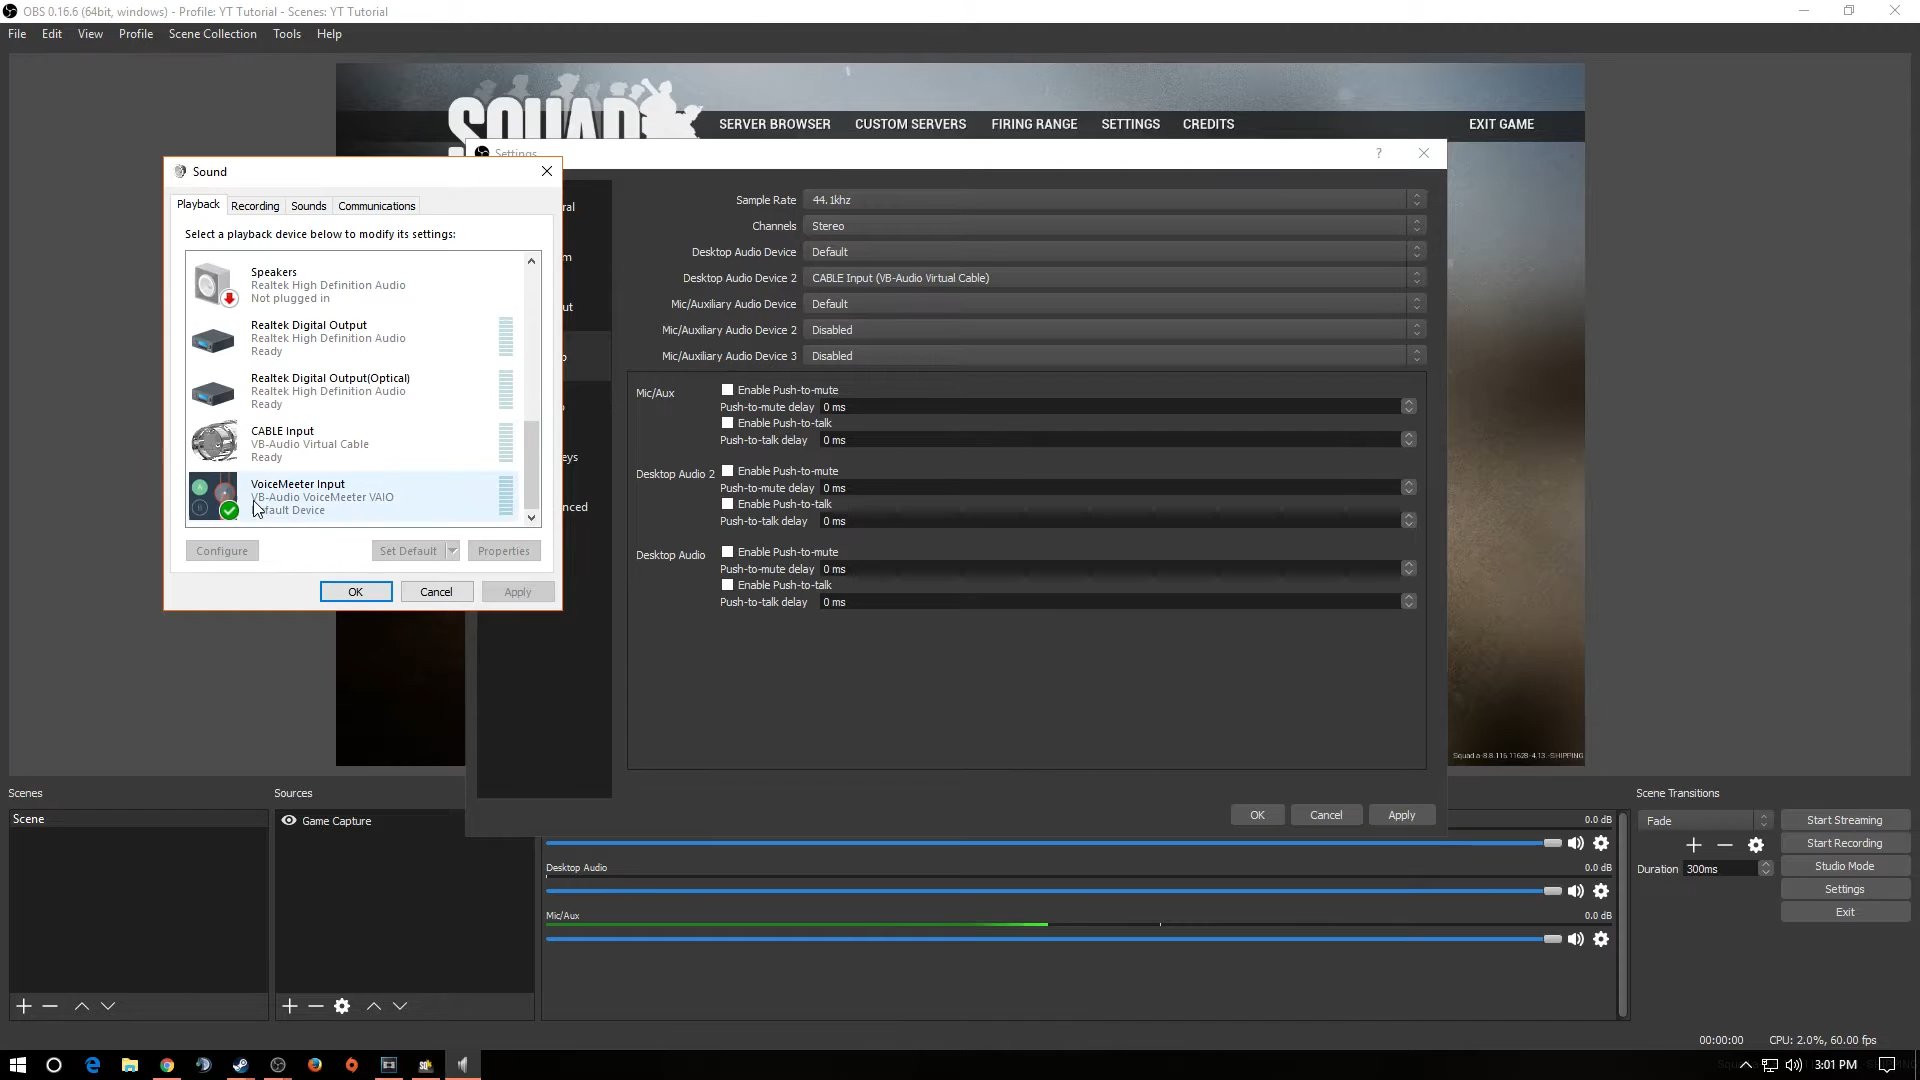 OBS 0.16.6 (64bit, windows) - Profile: YT Tutorial - Scenes: YT Tutorial
File Edit View Profile Scene Collection Tools Help
SQUAD
SERVER BROWSER CUSTOM SERVERS FIRING RANGE SETTINGS CREDITS EXIT GAME
Settings
?
Sound
Playback Recording Sounds Communications
Select a playback device below to modify its settings:
Speakers
Realtek High Definition Audio
Not plugged in
Realtek Digital Output
Realtek High Definition Audio
Ready
Realtek Digital Output(Optical)
Realtek High Definition Audio
Ready
CABLE Input
VB-Audio Virtual Cable
Ready
VoiceMeeter Input
VB-Audio VoiceMeeter VAIO
fault Device
Configure Set Default Properties
OK Cancel Apply
ral
m
ut
o
o
eys
nced
Sample Rate 44.1khz
Channels Stereo
Desktop Audio Device Default
Desktop Audio Device 2 CABLE Input (VB-Audio Virtual Cable)
Mic/Auxiliary Audio Device Default
Mic/Auxiliary Audio Device 2 Disabled
Mic/Auxiliary Audio Device 3 Disabled
Mic/Aux Enable Push-to-mute
Push-to-mute delay 0 ms
Enable Push-to-talk
Push-to-talk delay 0 ms
Desktop Audio 2 Enable Push-to-mute
Push-to-mute delay 0 ms
Enable Push-to-talk
Push-to-talk delay 0 ms
Desktop Audio Enable Push-to-mute
Push-to-mute delay 0 ms
Enable Push-to-talk
Push-to-talk delay 0 ms
OK Cancel Apply
Scenes
Scene
Sources
Game Capture
0.0 dB
Desktop Audio 0.0 dB
Mic/Aux 0.0 dB
Scene Transitions
Fade
Duration 300ms
Start Streaming
Start Recording
Studio Mode
Settings
Exit
00:00:00 CPU: 2.0%, 60.00 fps
3:01 PM